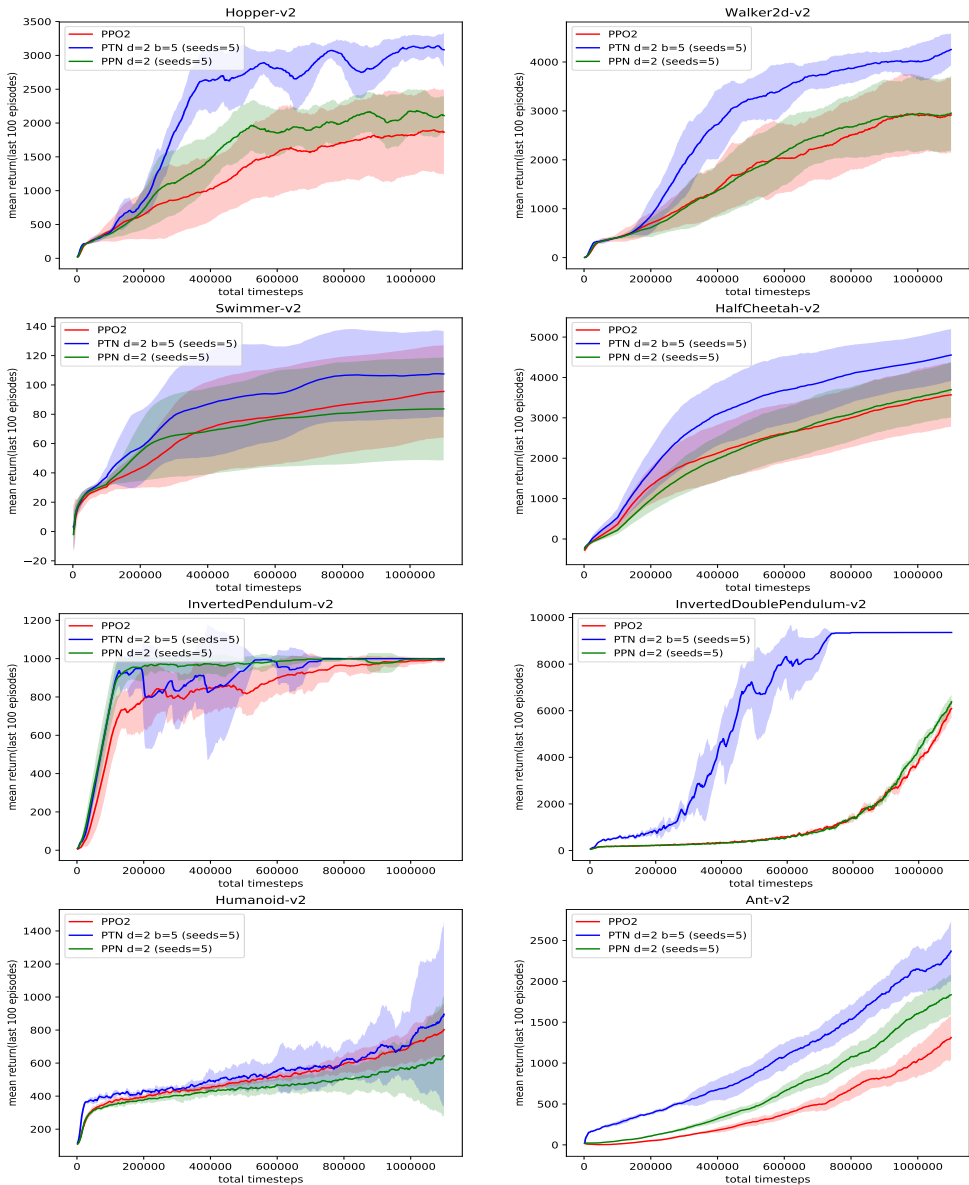 Hopper-v2
3500
3000
2500
2000
1500
1000
500
0
mean return(last 100 episodes)
PPO2
PTN d=2 b=5 (seeds=5)
PPN d=2 (seeds=5)
0 200000 400000 600000 800000 1000000
total timesteps
Walker2d-v2
4000
3000
2000
1000
0
mean return(last 100 episodes)
PPO2
PTN d=2 b=5 (seeds=5)
PPN d=2 (seeds=5)
0 200000 400000 600000 800000 1000000
total timesteps
Swimmer-v2
140
120
100
80
60
40
20
0
−20
mean return(last 100 episodes)
PPO2
PTN d=2 b=5 (seeds=5)
PPN d=2 (seeds=5)
0 200000 400000 600000 800000 1000000
total timesteps
HalfCheetah-v2
5000
4000
3000
2000
1000
0
mean return(last 100 episodes)
PPO2
PTN d=2 b=5 (seeds=5)
PPN d=2 (seeds=5)
0 200000 400000 600000 800000 1000000
total timesteps
InvertedPendulum-v2
1200
1000
800
600
400
200
0
mean return(last 100 episodes)
PPO2
PTN d=2 b=5 (seeds=5)
PPN d=2 (seeds=5)
0 200000 400000 600000 800000 1000000
total timesteps
InvertedDoublePendulum-v2
10000
8000
6000
4000
2000
0
mean return(last 100 episodes)
PPO2
PTN d=2 b=5 (seeds=5)
PPN d=2 (seeds=5)
0 200000 400000 600000 800000 1000000
total timesteps
Humanoid-v2
1400
1200
1000
800
600
400
200
mean return(last 100 episodes)
PPO2
PTN d=2 b=5 (seeds=5)
PPN d=2 (seeds=5)
0 200000 400000 600000 800000 1000000
total timesteps
Ant-v2
2500
2000
1500
1000
500
0
mean return(last 100 episodes)
PPO2
PTN d=2 b=5 (seeds=5)
PPN d=2 (seeds=5)
0 200000 400000 600000 800000 1000000
total timesteps